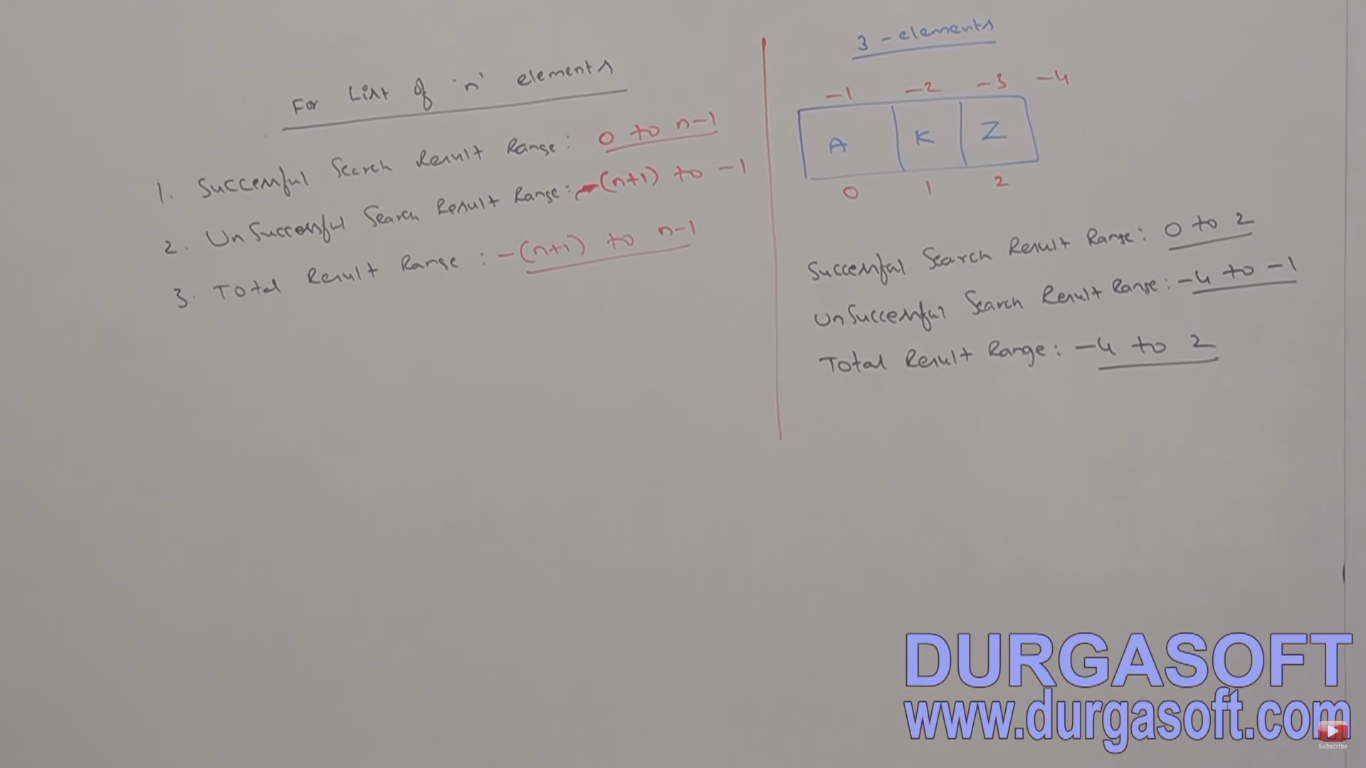 For List of 'n' elements
1. Successful Search Result Range: 0 to n-1
2. UnSuccessful Search Result Range: -(n+1) to -1
3. Total Result Range: -(n+1) to n-1
3-elements
-1 -2 -3 -4
A K Z
0 1 2
Successful Search Result Range: 0 to 2
UnSuccessful Search Result Range: -4 to -1
Total Result Range: -4 to 2
DURGASOFT
www.durgasoft.com
Subscribe